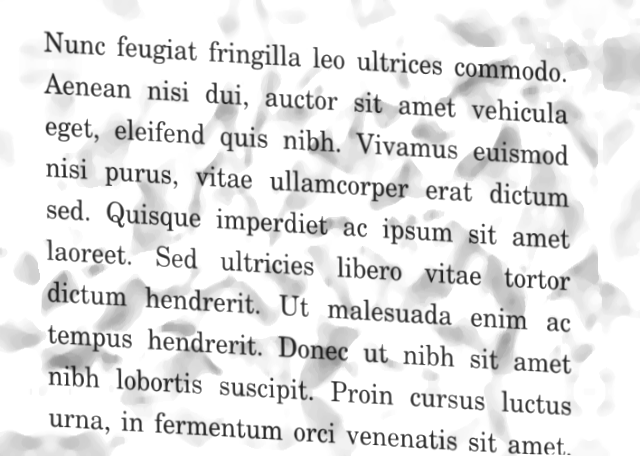 Nunc feugiat fringilla leo ultrices commodo.
Aenean nisi dui, auctor sit amet vehicula
eget, eleifend quis nibh. Vivamus euismod
nisi purus, vitae ullamcorper erat dictum
sed. Quisque imperdiet ac ipsum sit amet
laoreet. Sed ultricies libero vitae tortor
dictum hendrerit. Ut malesuada enim ac
tempus hendrerit. Donec ut nibh sit amet
nibh lobortis suscipit. Proin cursus luctus
urna, in fermentum orci venenatis sit amet.